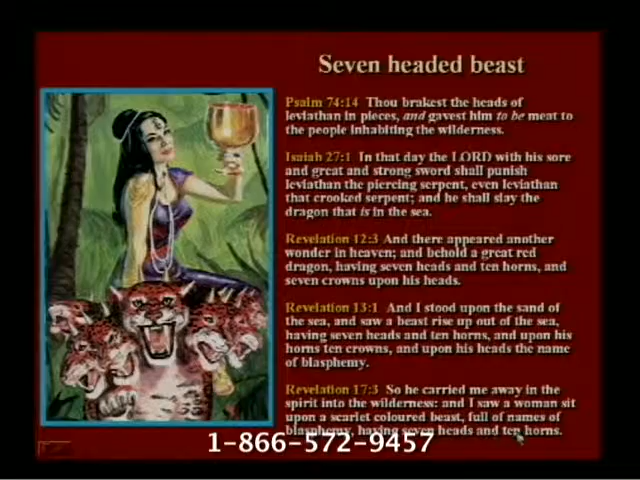 Seven headed beast
Psalm 74:14 Thou brakest the heads of
leviathan in pieces, and gavest him to be meat to
the people inhabiting the wilderness.
Isaiah 27:1 In that day the LORD with his sore
and great and strong sword shall punish
leviathan the piercing serpent, even leviathan
that crooked serpent; and he shall slay the
dragon that is in the sea.
Revelation 12:3 And there appeared another
wonder in heaven; and behold a great red
dragon, having seven heads and ten horns, and
seven crowns upon his heads.
Revelation 13:1 And I stood upon the sand of
the sea, and saw a beast rise up out of the sea,
having seven heads and ten horns, and upon his
horns ten crowns, and upon his heads the name
of blasphemy.
Revelation 17:3 So he carried me away in the
spirit into the wilderness: and I saw a woman sit
upon a scarlet coloured beast, full of names of
blasphemy, having seven heads and ten horns.
1-866-572-9457